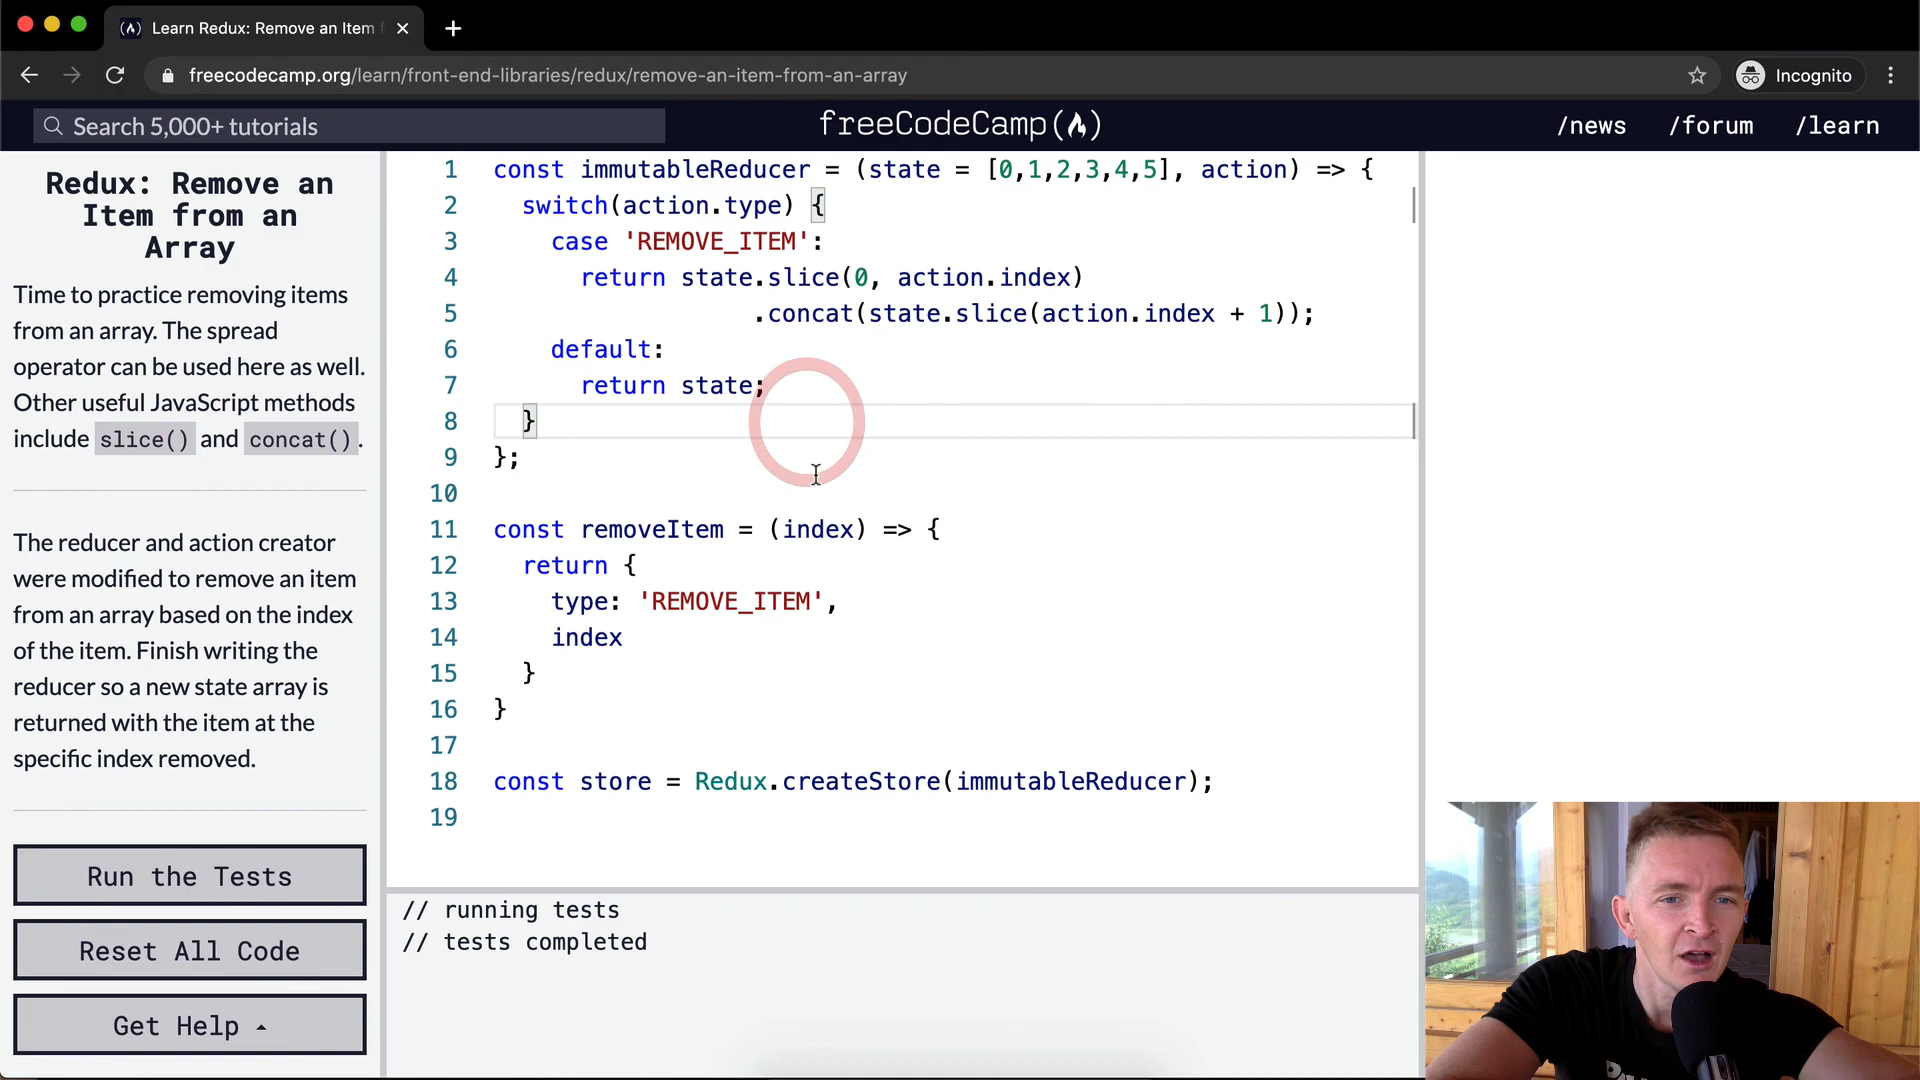 Learn Redux: Remove an Item f
freecodecamp.org/learn/front-end-libraries/redux/remove-an-item-from-an-array
Incognito
Search 5,000+ tutorials
freeCodeCamp
/news
/forum
/learn
Redux: Remove an
Item from an
Array
Time to practice removing items
from an array. The spread
operator can be used here as well.
Other useful JavaScript methods
include slice() and concat().
The reducer and action creator
were modified to remove an item
from an array based on the index
of the item. Finish writing the
reducer so a new state array is
returned with the item at the
specific index removed.
Run the Tests
Reset All Code
Get Help
1 const immutableReducer = (state = [0,1,2,3,4,5], action) => {
2 switch(action.type) {
3 case 'REMOVE_ITEM':
4 return state.slice(0, action.index)
5 .concat(state.slice(action.index + 1));
6 default:
7 return state;
8 }
9 };
10
11 const removeItem = (index) => {
12 return {
13 type: 'REMOVE_ITEM',
14 index
15 }
16 }
17
18 const store = Redux.createStore(immutableReducer);
19
// running tests
// tests completed